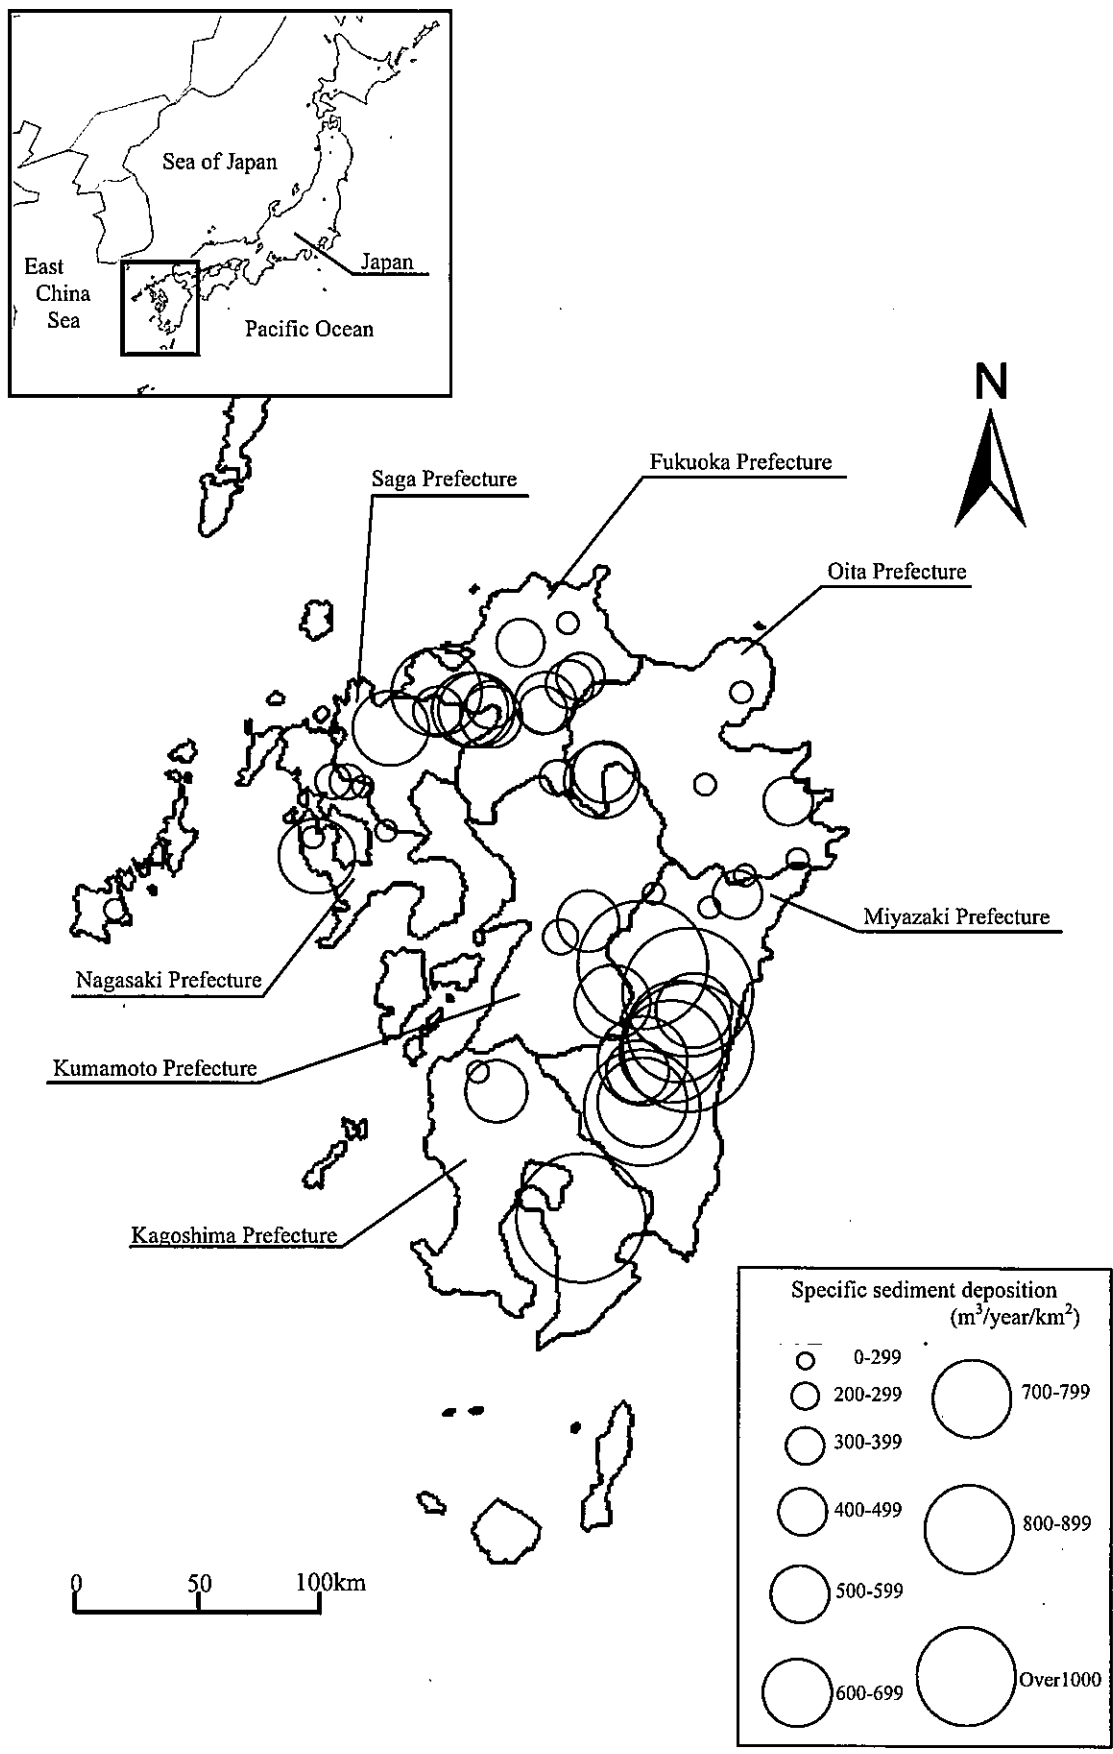 Sea of Japan
Japan
East
China
Sea
Pacific Ocean
N
Fukuoka Prefecture
Saga Prefecture
Oita Prefecture
Miyazaki Prefecture
Nagasaki Prefecture
Kumamoto Prefecture
Kagoshima Prefecture
Specific sediment deposition
(m³/year/km²)
0-299
200-299
300-399
400-499
500-599
600-699
700-799
800-899
Over1000
0 50 100km